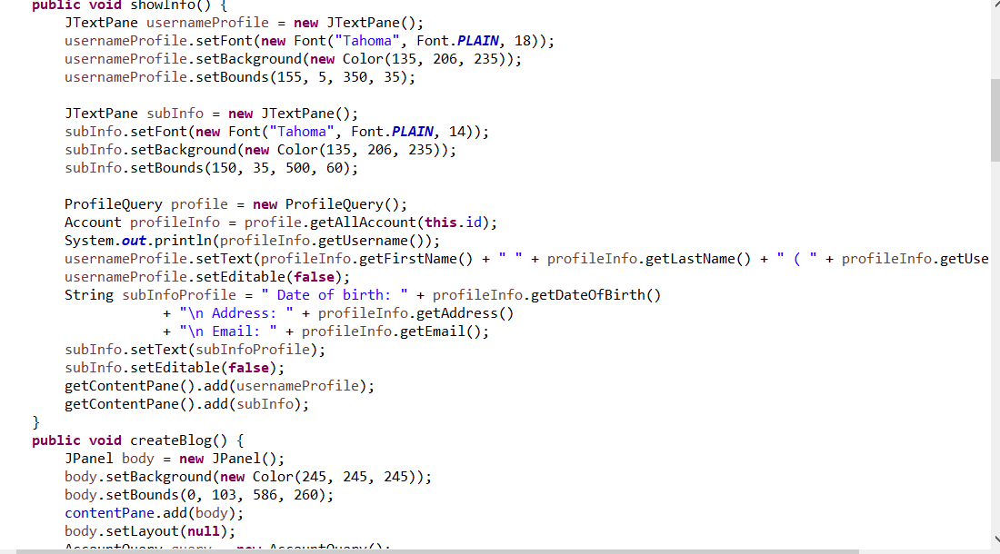 public void showInfo() {
JTextPane usernameProfile = new JTextPane();
usernameProfile.setFont(new Font("Tahoma", Font.PLAIN, 18));
usernameProfile.setBackground(new Color(135, 206, 235));
usernameProfile.setBounds(155, 5, 350, 35);
JTextPane subInfo = new JTextPane();
subInfo.setFont(new Font("Tahoma", Font.PLAIN, 14));
subInfo.setBackground(new Color(135, 206, 235));
subInfo.setBounds(150, 35, 500, 60);
ProfileQuery profile = new ProfileQuery();
Account profileInfo = profile.getAllAccount(this.id);
System.out.println(profileInfo.getUsername());
usernameProfile.setText(profileInfo.getFirstName() + " " + profileInfo.getLastName() + " ( " + profileInfo.getUse
usernameProfile.setEditable(false);
String subInfoProfile = " Date of birth: " + profileInfo.getDateOfBirth()
+ "\n Address: " + profileInfo.getAddress()
+ "\n Email: " + profileInfo.getEmail();
subInfo.setText(subInfoProfile);
subInfo.setEditable(false);
getContentPane().add(usernameProfile);
getContentPane().add(subInfo);
}
public void createBlog() {
JPanel body = new JPanel();
body.setBackground(new Color(245, 245, 245));
body.setBounds(0, 103, 586, 260);
contentPane.add(body);
body.setLayout(null);
AccountQuery query = new AccountQuery();